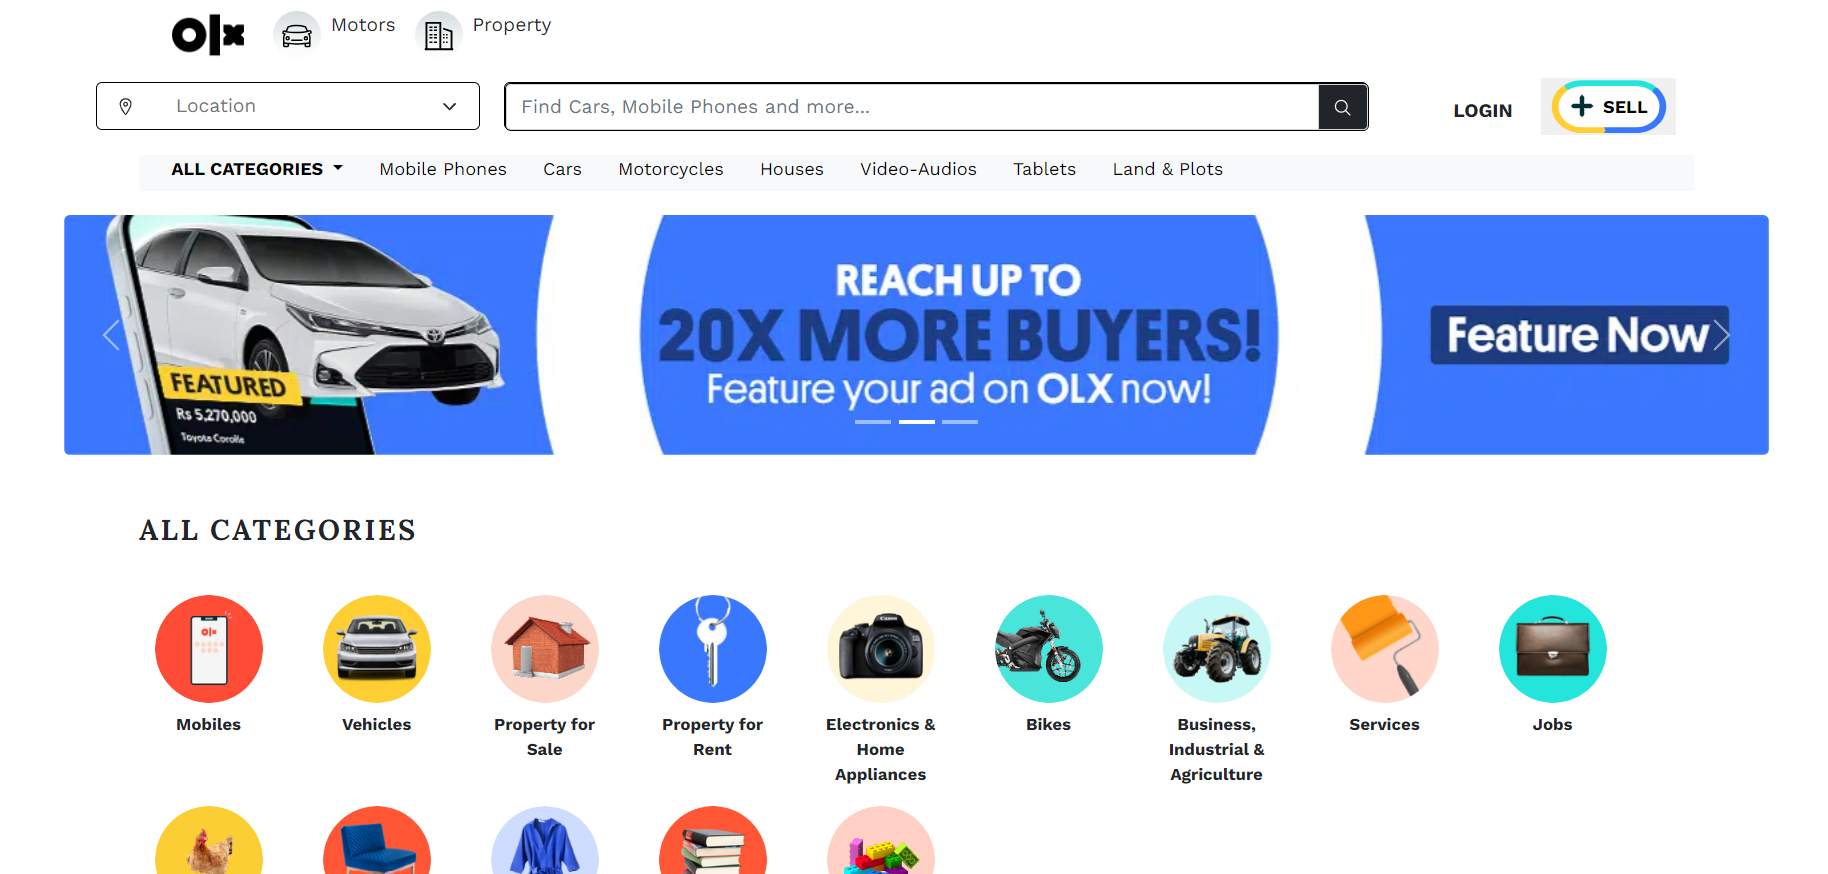 olx
Motors
Property
Location
Find Cars, Mobile Phones and more...
LOGIN
SELL
ALL CATEGORIES
Mobile Phones
Cars
Motorcycles
Houses
Video-Audios
Tablets
Land & Plots
FEATURED
Rs 5,270,000
Toyota Corolla
REACH UP TO
20X MORE BUYERS!
Feature your ad on OLX now!
Feature Now
ALL CATEGORIES
olx
Canon
Mobiles
Vehicles
Property for
Sale
Property for
Rent
Electronics &
Home
Appliances
Bikes
Business,
Industrial &
Agriculture
Services
Jobs